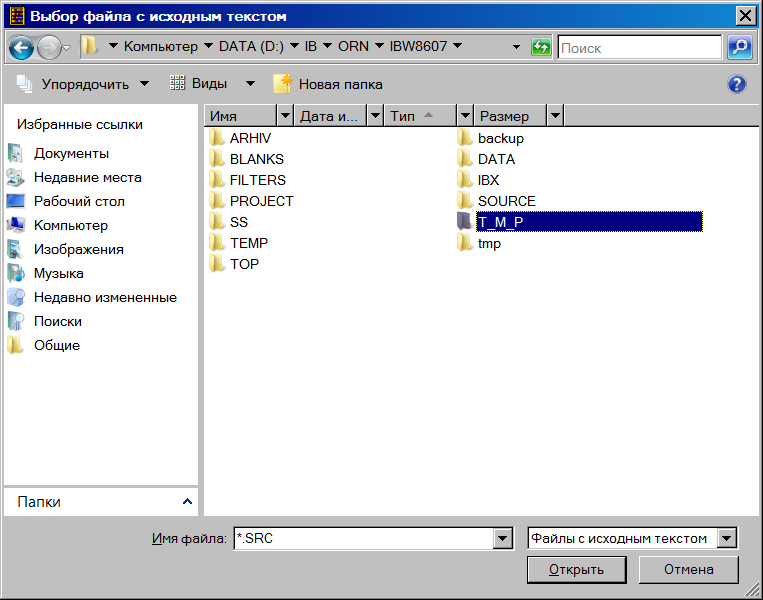 Выбор файла с исходным текстом
Компьютер DATA (D:) IB ORN IBW8607 Поиск
Упорядочить Виды Новая папка
Избранные ссылки
Документы
Недавние места
Рабочий стол
Компьютер
Изображения
Музыка
Недавно измененные
Поиски
Общие
Папки
Имя Дата и... Тип Размер
ARHIV backup
BLANKS DATA
FILTERS IBX
PROJECT SOURCE
SS T_M_P
TEMP tmp
TOP
Имя файла: *.SRC Файлы с исходным текстом
Открыть Отмена